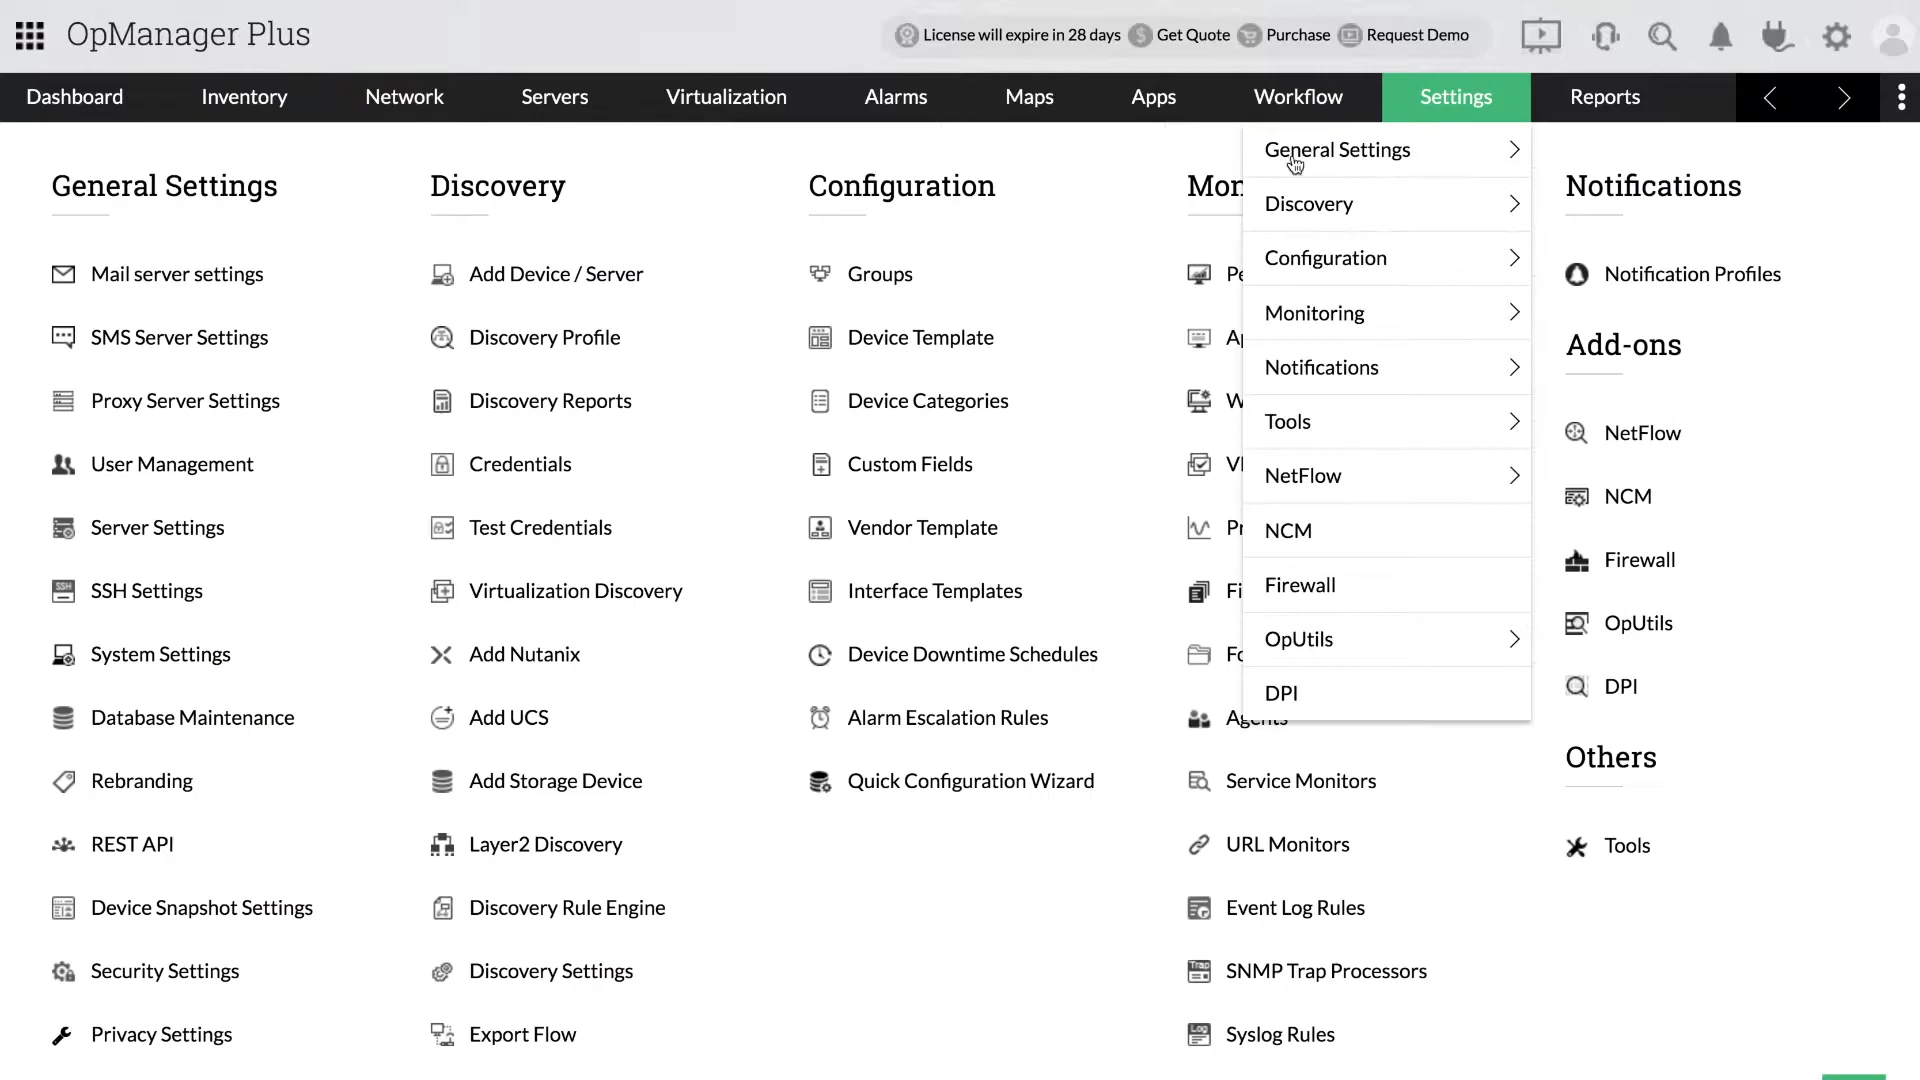 OpManager Plus
License will expire in 28 days
Get Quote
Purchase
Request Demo
Dashboard
Inventory
Network
Servers
Virtualization
Alarms
Maps
Apps
Workflow
Settings
Reports
General Settings
Mail server settings
SMS Server Settings
Proxy Server Settings
User Management
Server Settings
SSH Settings
System Settings
Database Maintenance
Rebranding
REST API
Device Snapshot Settings
Security Settings
Privacy Settings
Discovery
Add Device / Server
Discovery Profile
Discovery Reports
Credentials
Test Credentials
Virtualization Discovery
Add Nutanix
Add UCS
Add Storage Device
Layer2 Discovery
Discovery Rule Engine
Discovery Settings
Export Flow
Configuration
Groups
Device Template
Device Categories
Custom Fields
Vendor Template
Interface Templates
Device Downtime Schedules
Alarm Escalation Rules
Quick Configuration Wizard
Mon
Pe
W
Pr
Fi
Agents
Service Monitors
URL Monitors
Event Log Rules
SNMP Trap Processors
Syslog Rules
General Settings
Discovery
Configuration
Monitoring
Notifications
Tools
NetFlow
NCM
Firewall
OpUtils
DPI
Notifications
Notification Profiles
Add-ons
NetFlow
NCM
Firewall
OpUtils
DPI
Others
Tools